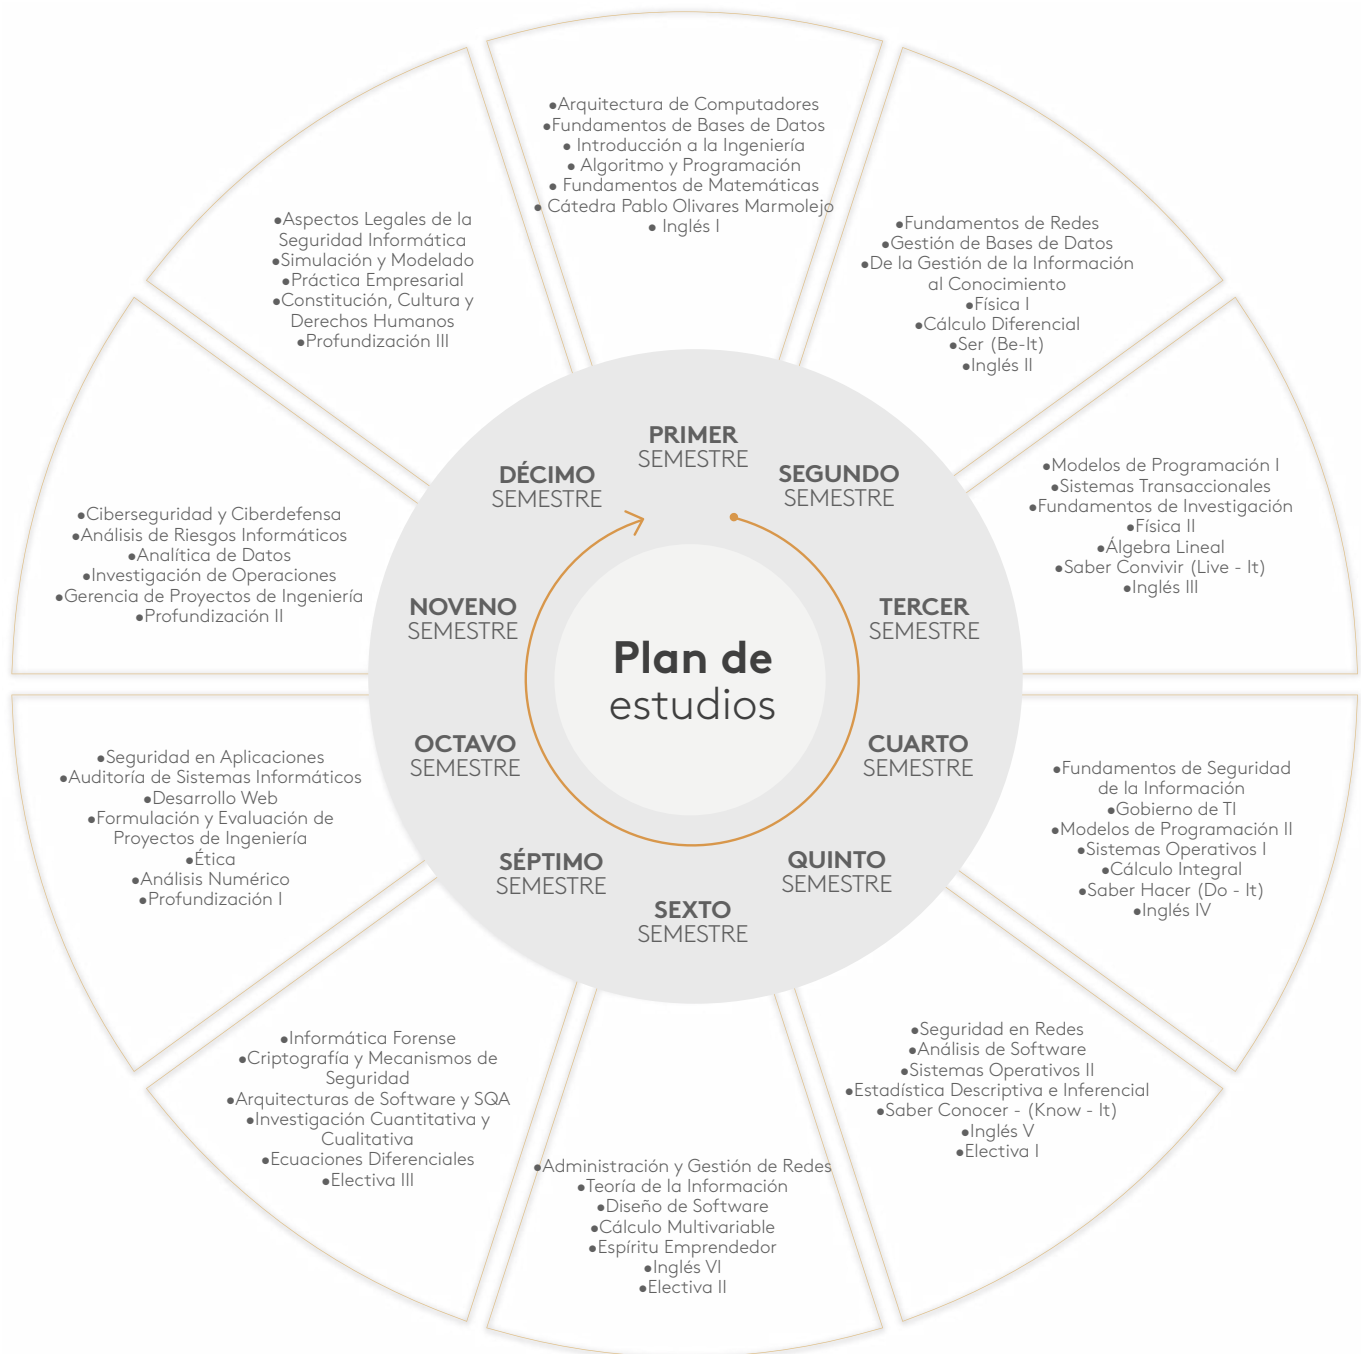 Plan de
estudios
PRIMER
SEMESTRE
●Arquitectura de Computadores
●Fundamentos de Bases de Datos
● Introducción a la Ingeniería
● Algoritmo y Programación
● Fundamentos de Matemáticas
● Cátedra Pablo Olivares Marmolejo
● Inglés I
SEGUNDO
SEMESTRE
●Fundamentos de Redes
●Gestión de Bases de Datos
●De la Gestión de la Información
al Conocimiento
●Física I
●Cálculo Diferencial
●Ser (Be-It)
●Inglés II
TERCER
SEMESTRE
●Modelos de Programación I
●Sistemas Transaccionales
●Fundamentos de Investigación
●Física II
●Álgebra Lineal
●Saber Convivir (Live - It)
●Inglés III
CUARTO
SEMESTRE
●Fundamentos de Seguridad
de la Información
●Gobierno de TI
●Modelos de Programación II
●Sistemas Operativos I
●Cálculo Integral
●Saber Hacer (Do - It)
●Inglés IV
QUINTO
SEMESTRE
●Seguridad en Redes
●Análisis de Software
●Sistemas Operativos II
●Estadística Descriptiva e Inferencial
●Saber Conocer - (Know - It)
●Inglés V
●Electiva I
SEXTO
SEMESTRE
●Administración y Gestión de Redes
●Teoría de la Información
●Diseño de Software
●Cálculo Multivariable
●Espíritu Emprendedor
●Inglés VI
●Electiva II
SÉPTIMO
SEMESTRE
●Informática Forense
●Criptografía y Mecanismos de
Seguridad
●Arquitecturas de Software y SQA
●Investigación Cuantitativa y
Cualitativa
●Ecuaciones Diferenciales
●Electiva III
OCTAVO
SEMESTRE
●Seguridad en Aplicaciones
●Auditoría de Sistemas Informáticos
●Desarrollo Web
●Formulación y Evaluación de
Proyectos de Ingeniería
●Ética
●Análisis Numérico
●Profundización I
NOVENO
SEMESTRE
●Ciberseguridad y Ciberdefensa
●Análisis de Riesgos Informáticos
●Analítica de Datos
●Investigación de Operaciones
●Gerencia de Proyectos de Ingeniería
●Profundización II
DÉCIMO
SEMESTRE
●Aspectos Legales de la
Seguridad Informática
●Simulación y Modelado
●Práctica Empresarial
●Constitución, Cultura y
Derechos Humanos
●Profundización III